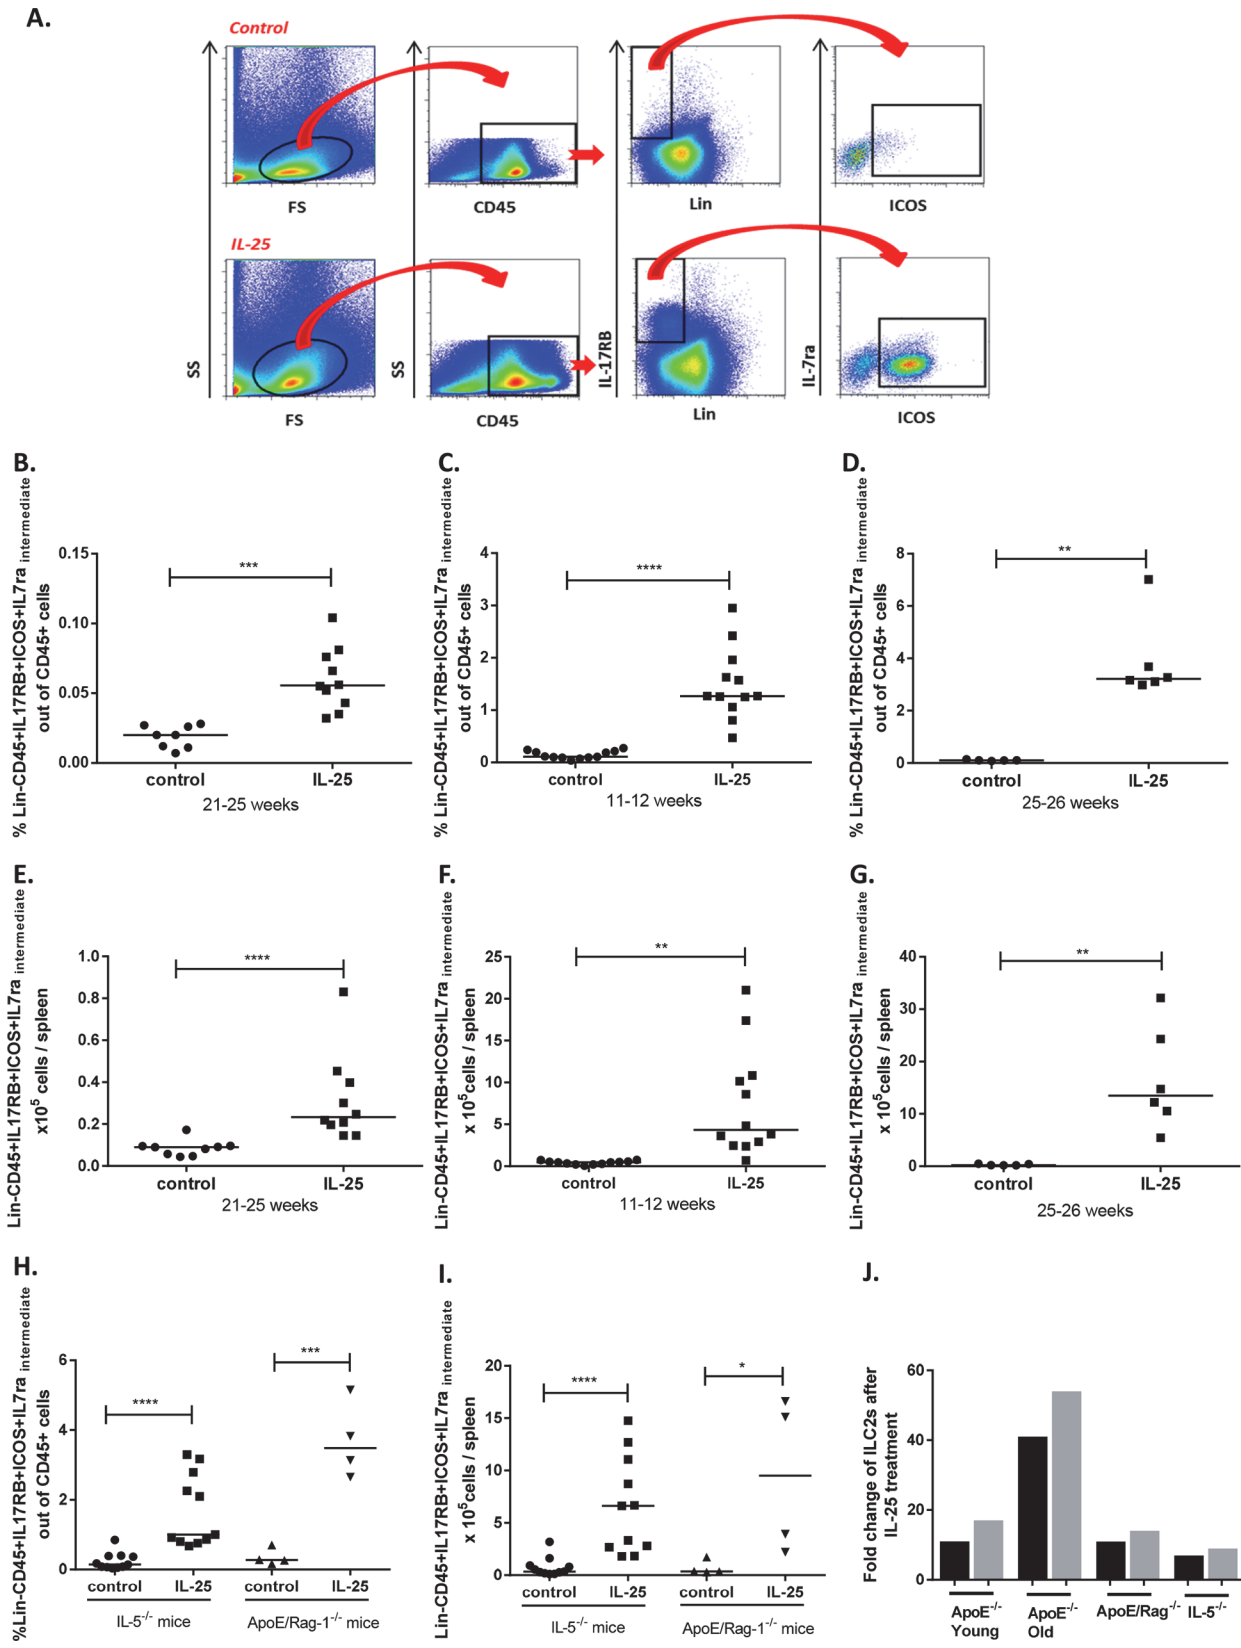 A.
Control
FS
CD45
Lin
ICOS
IL-25
SS
SS
IL-17RB
IL-7ra
FS
CD45
Lin
ICOS
B.
% Lin-CD45+IL17RB+ICOS+IL7ra intermediate
out of CD45+ cells
0.15
0.10
0.05
0.00
***
control
IL-25
21-25 weeks
C.
% Lin-CD45+IL17RB+ICOS+IL7ra intermediate
out of CD45+ cells
4
3
2
1
0
****
control
IL-25
11-12 weeks
D.
% Lin-CD45+IL17RB+ICOS+IL7ra intermediate
out of CD45+ cells
8
6
4
2
0
**
control
IL-25
25-26 weeks
E.
Lin-CD45+IL17RB+ICOS+IL7ra intermediate
x10⁵ cells / spleen
1.0
0.8
0.6
0.4
0.2
0.0
****
control
IL-25
21-25 weeks
F.
Lin-CD45+IL17RB+ICOS+IL7ra intermediate
x 10⁵cells / spleen
25
20
15
10
5
0
**
control
IL-25
11-12 weeks
G.
Lin-CD45+IL17RB+ICOS+IL7ra intermediate
x 10⁵cells / spleen
40
30
20
10
0
**
control
IL-25
25-26 weeks
H.
%Lin-CD45+IL17RB+ICOS+IL7ra intermediate
out of CD45+ cells
6
4
2
0
****
***
control
IL-25
control
IL-25
IL-5⁻/⁻ mice
ApoE/Rag-1⁻/⁻ mice
I.
Lin-CD45+IL17RB+ICOS+IL7ra intermediate
x 10⁵cells / spleen
20
15
10
5
0
****
*
control
IL-25
control
IL-25
IL-5⁻/⁻ mice
ApoE/Rag-1⁻/⁻ mice
J.
Fold change of ILC2s after
IL-25 treatment
60
40
20
0
ApoE⁻/⁻
Young
ApoE⁻/⁻
Old
ApoE/Rag⁻/⁻
IL-5⁻/⁻